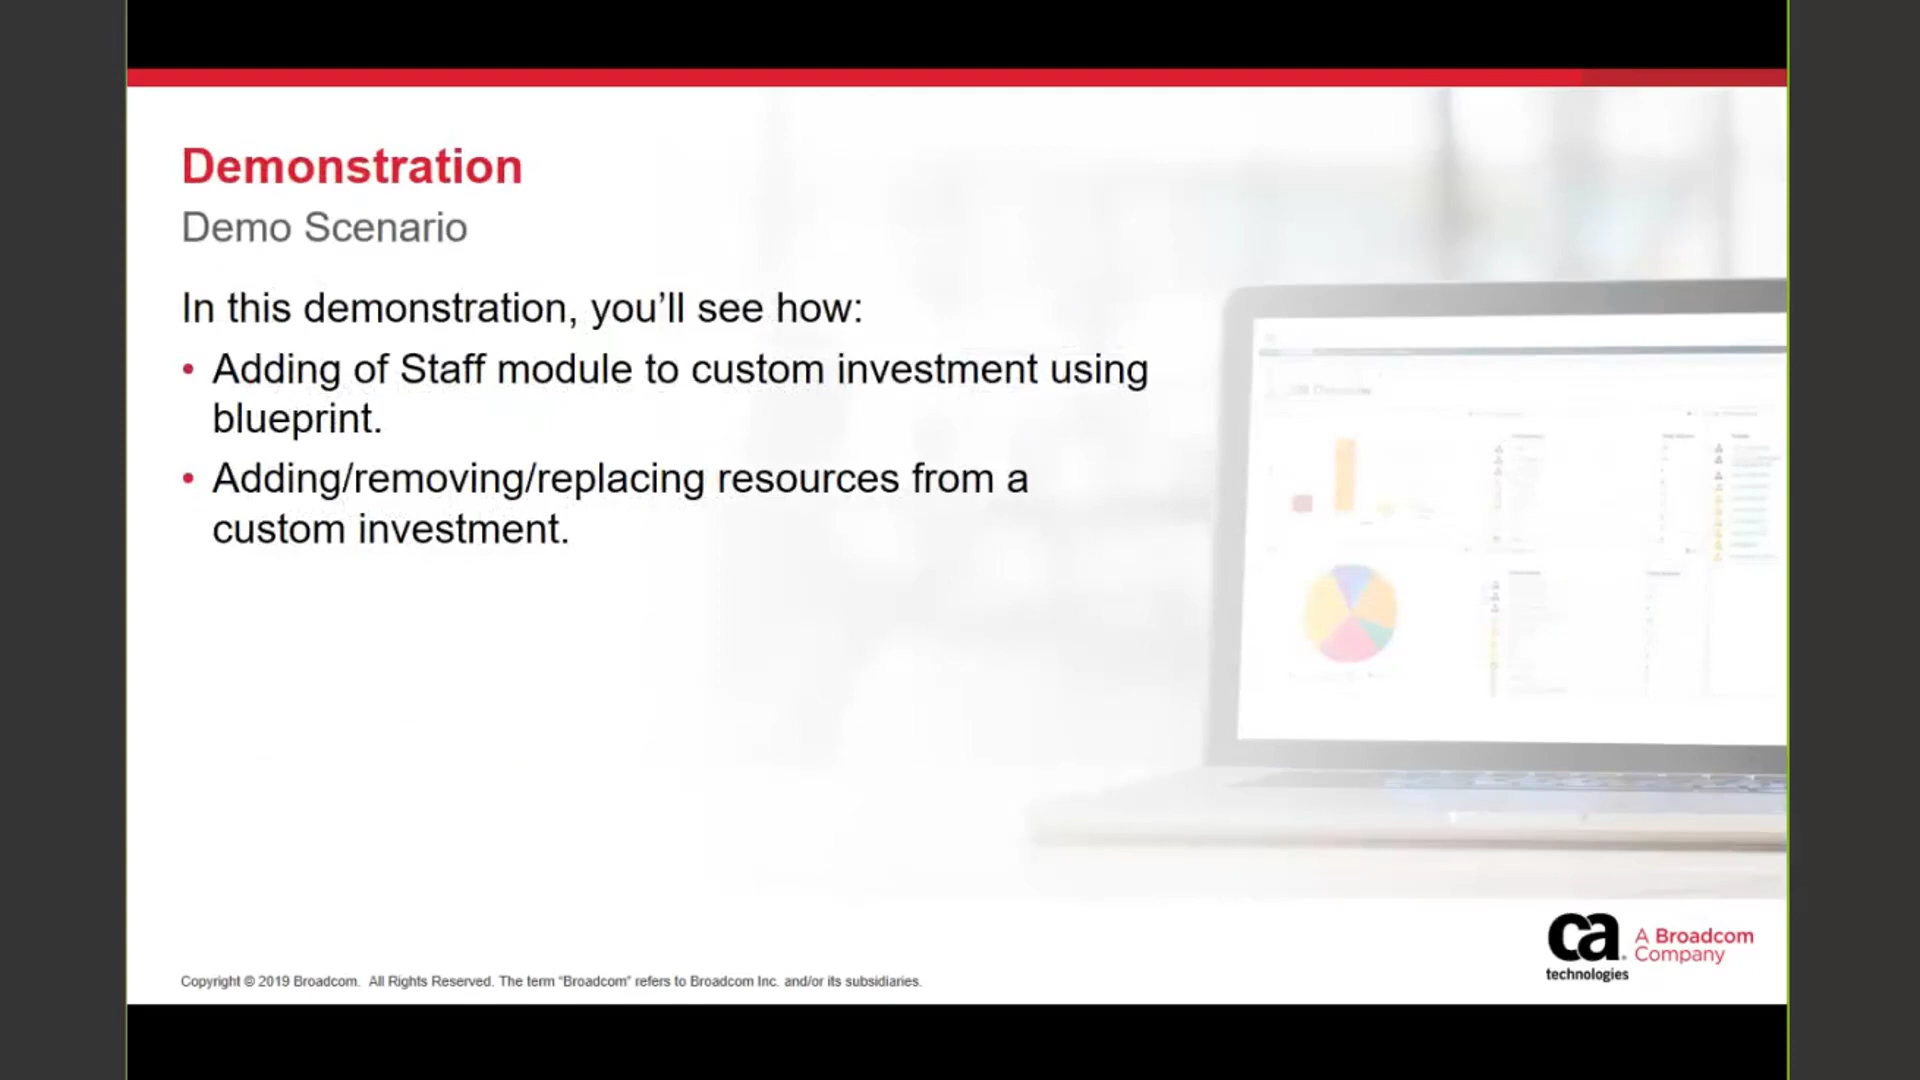 Demonstration
Demo Scenario
In this demonstration, you’ll see how:
• Adding of Staff module to custom investment using
blueprint.
• Adding/removing/replacing resources from a
custom investment.
ca
technologies
A Broadcom
Company
Copyright © 2019 Broadcom. All Rights Reserved. The term “Broadcom” refers to Broadcom Inc. and/or its subsidiaries.